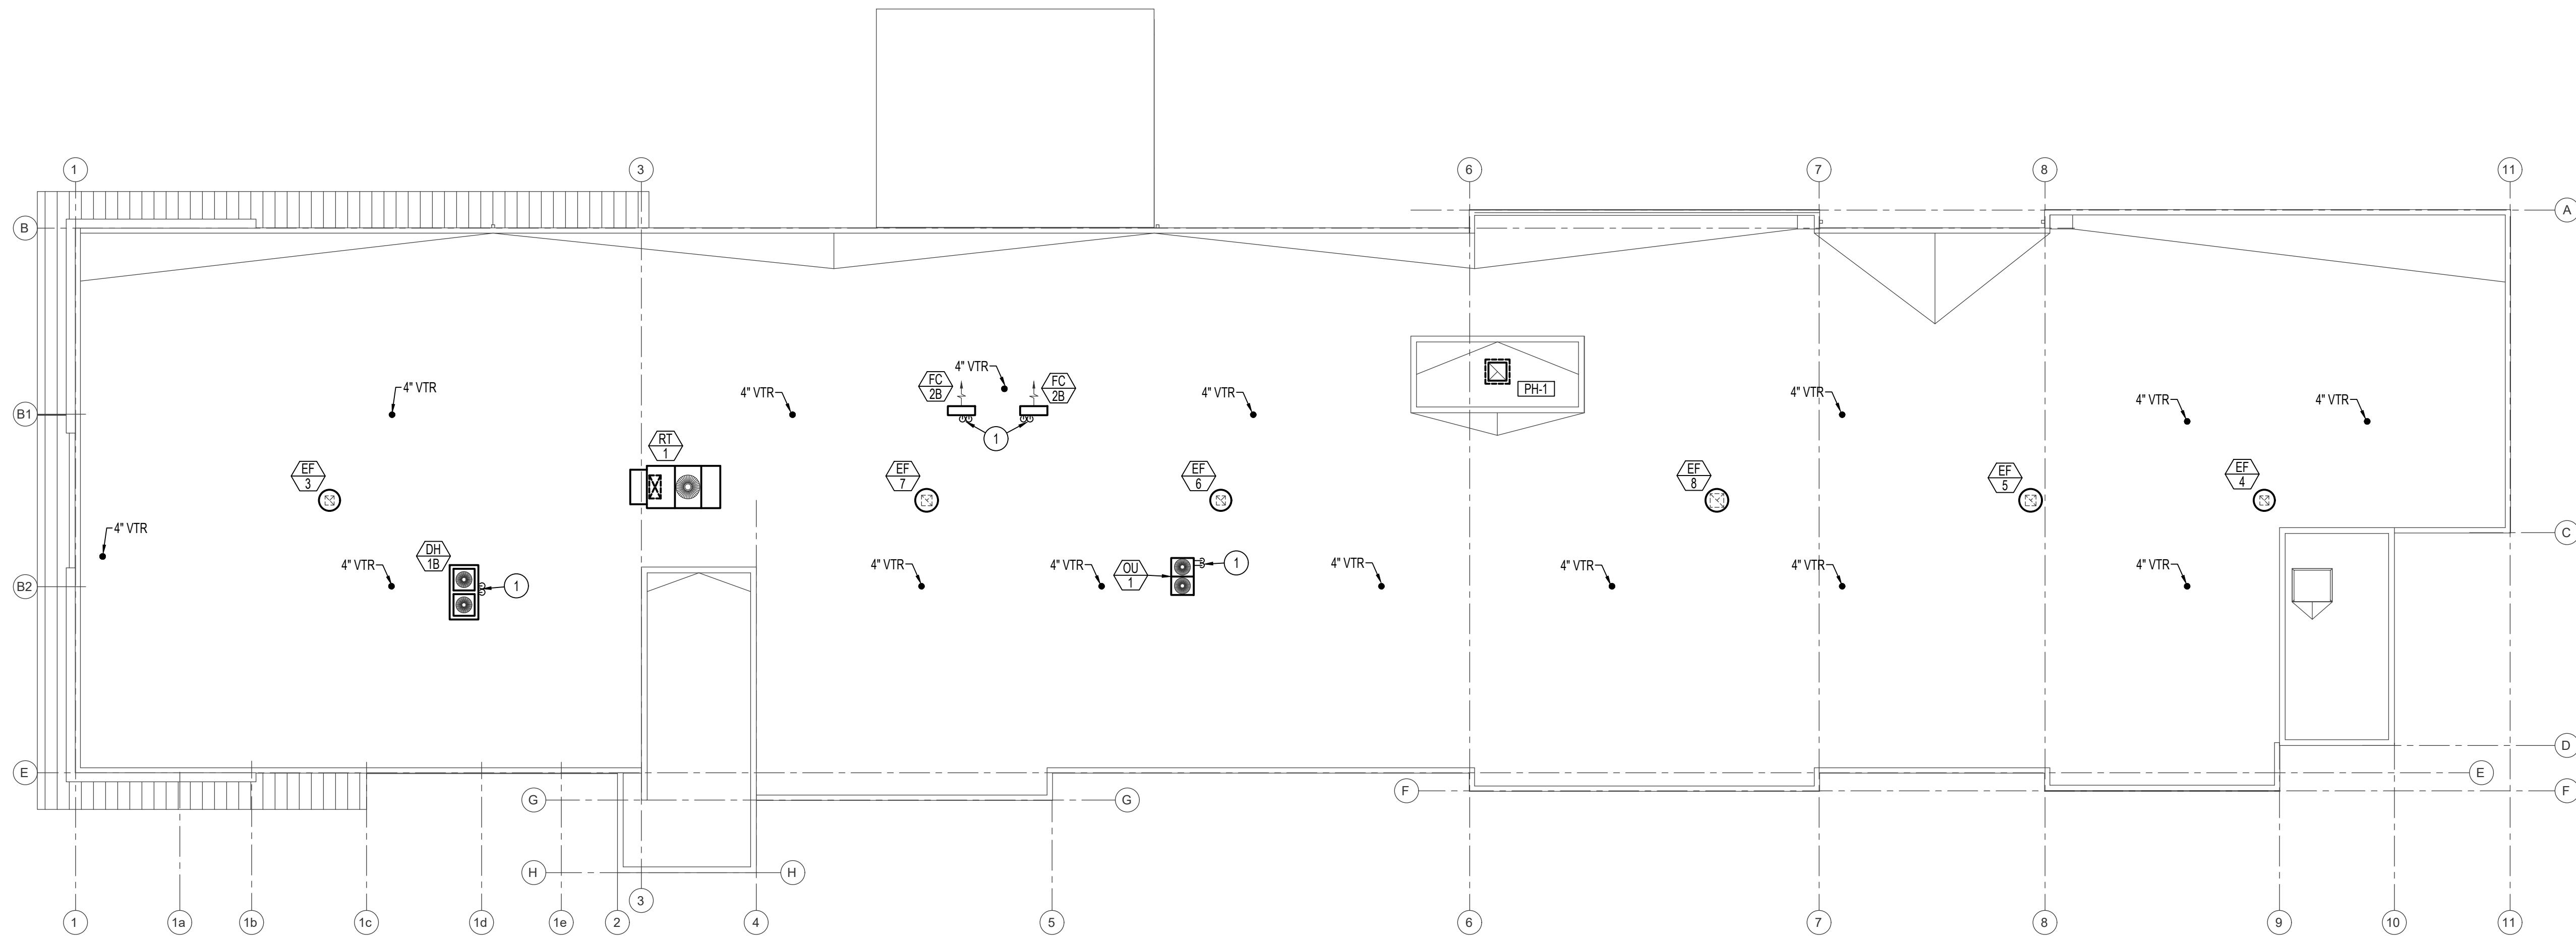 1
3
6
7
8
11
A
B
4" VTR
FC
2B
4" VTR
FC
2B
PH-1
4" VTR
4" VTR
4" VTR
4" VTR
4" VTR
B1
1
RT
1
EF
3
EF
7
EF
6
EF
8
EF
5
EF
4
4" VTR
C
DH
1B
4" VTR
4" VTR
4" VTR
OU
1
1
4" VTR
4" VTR
4" VTR
4" VTR
B2
1
D
E
E
G
G
F
F
H
H
3
1
1a
1b
1c
1d
1e
2
4
5
6
7
8
9
10
11